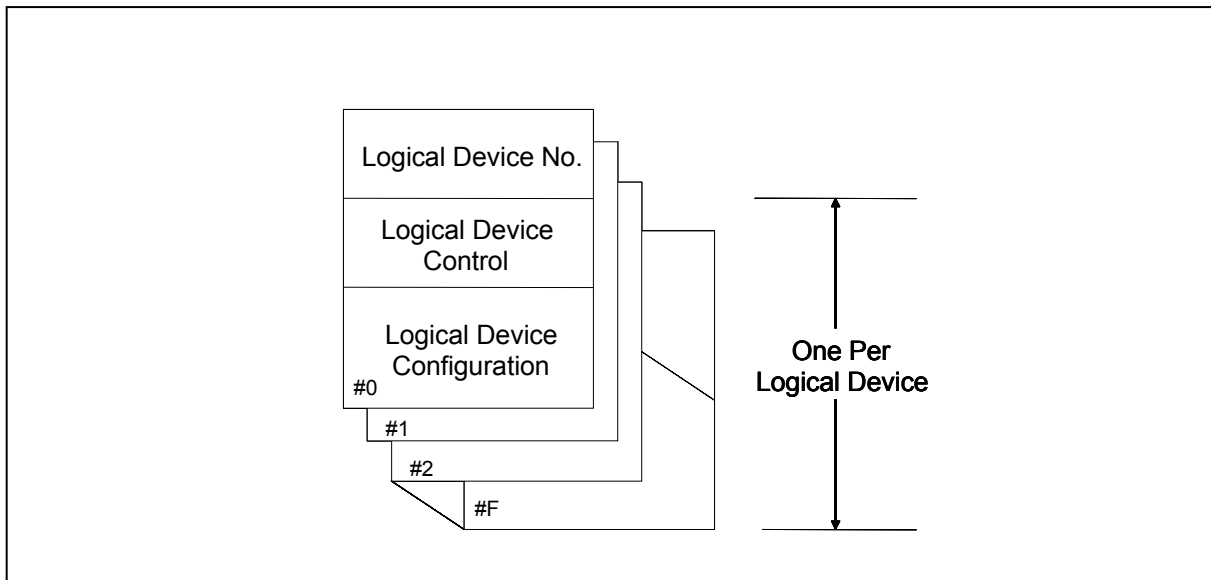 Logical Device No.
Logical Device
Control
Logical Device
Configuration
#0
#1
#2
#F
One Per
Logical Device